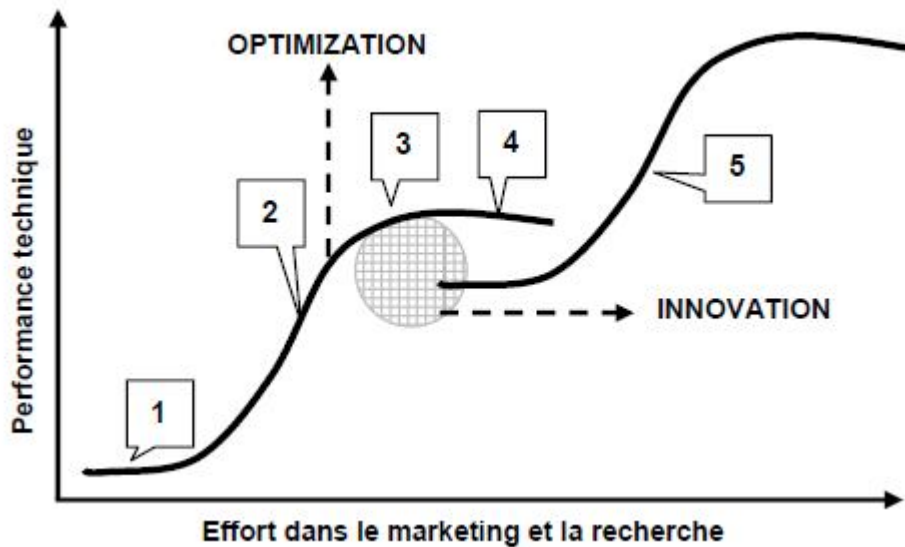 OPTIMIZATION
3
4
5
2
INNOVATION
1
Performance technique
Effort dans le marketing et la recherche